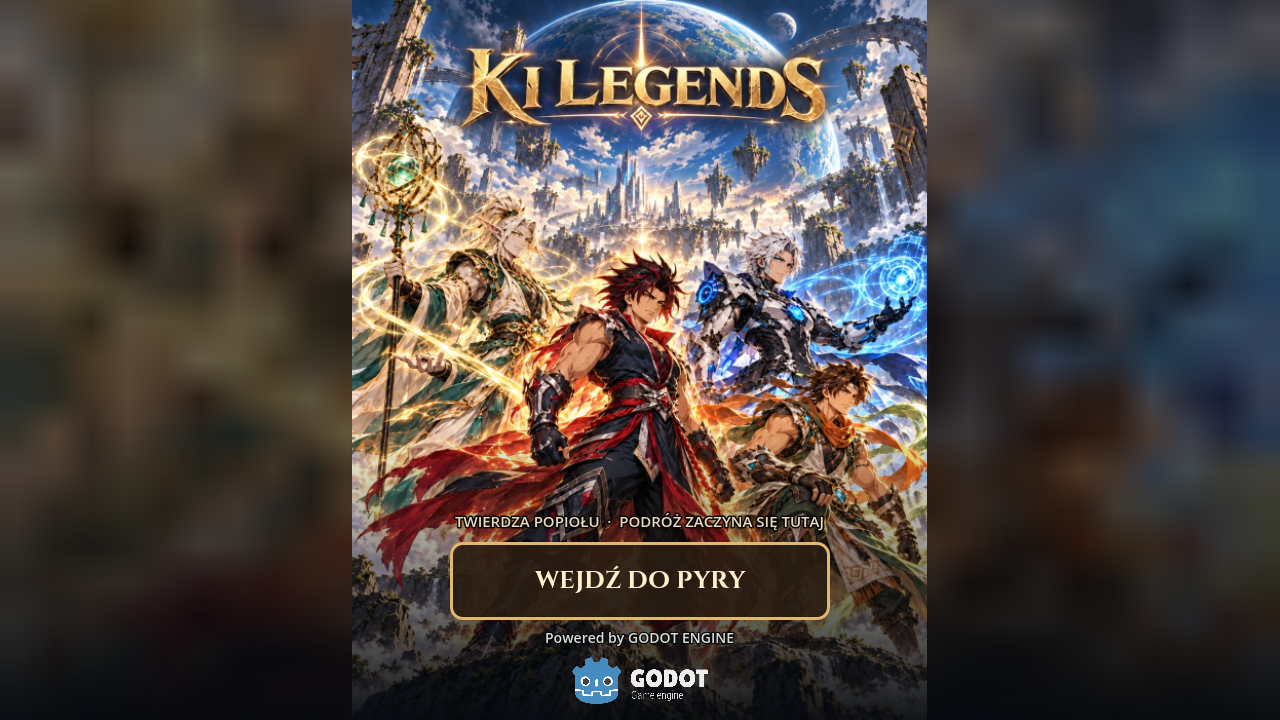 KI LEGENDS
TWIERDZA POPIOŁU · PODRÓŻ ZACZYNA SIĘ TUTAJ
WEJDŹ DO PYRY
Powered by GODOT ENGINE
GODOT
Game engine